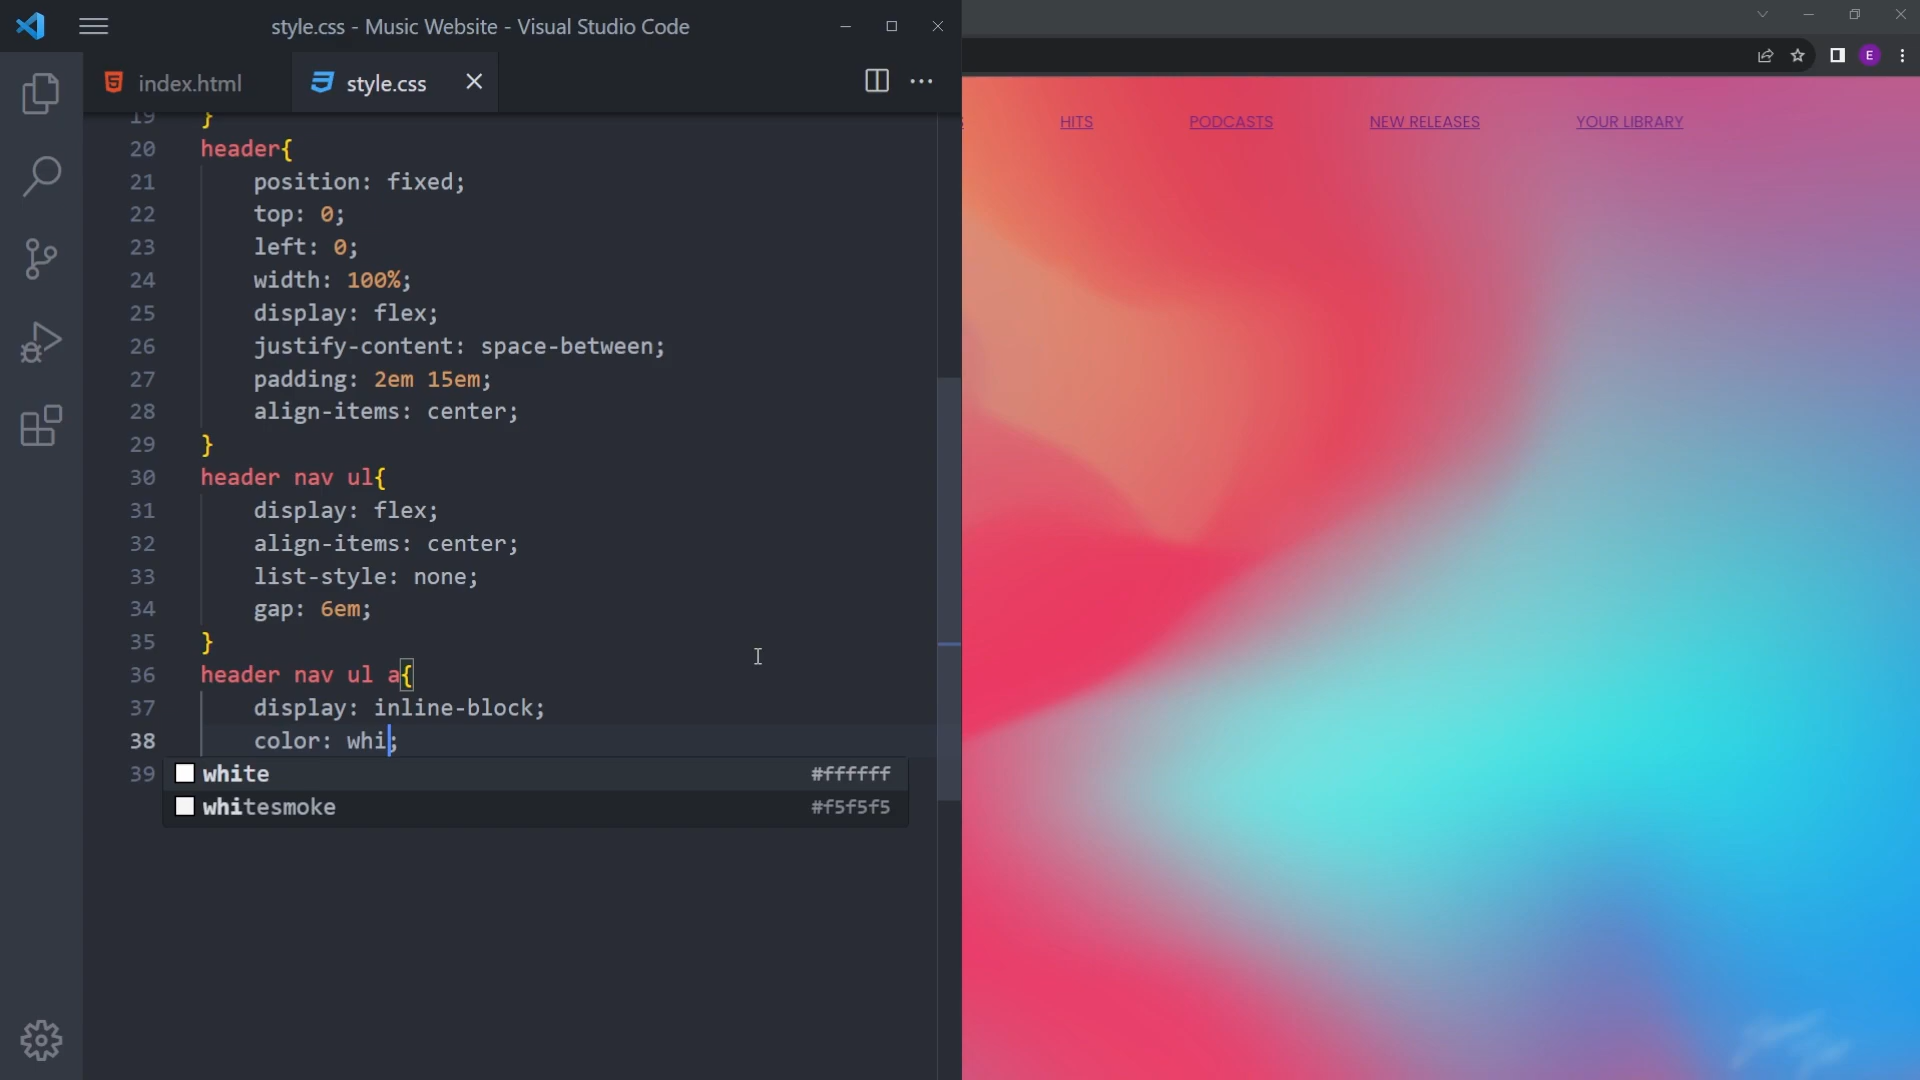 style.css - Music Website - Visual Studio Code
index.html
style.css
19 }
20 header{
21 position: fixed;
22 top: 0;
23 left: 0;
24 width: 100%;
25 display: flex;
26 justify-content: space-between;
27 padding: 2em 15em;
28 align-items: center;
29 }
30 header nav ul{
31 display: flex;
32 align-items: center;
33 list-style: none;
34 gap: 6em;
35 }
36 header nav ul a{
37 display: inline-block;
38 color: whi;
39
white #ffffff
whitesmoke #f5f5f5
E
HITS PODCASTS NEW RELEASES YOUR LIBRARY